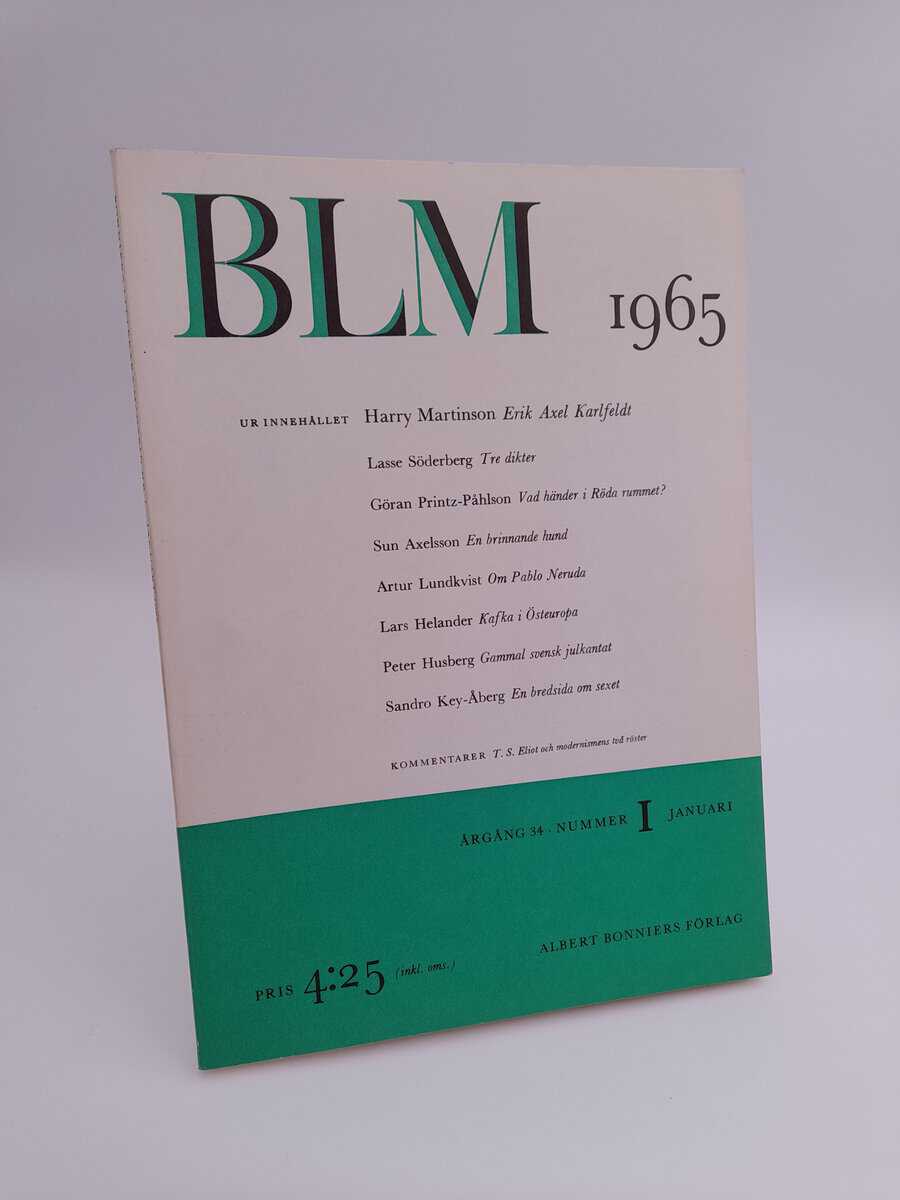 BLM
1965
UR INNEHÅLLET Harry Martinson Erik Axel Karlfeldt
Lasse Söderberg Tre dikter
Göran Printz-Påhlson Vad händer i Röda rummet?
Sun Axelsson En brinnande hund
Artur Lundkvist Om Pablo Neruda
Lars Helander Kafka i Östeuropa
Peter Husberg Gammal svensk julkantat
Sandro Key-Åberg En bredsida om sexet
KOMMENTARER T. S. Eliot och modernismens två röster
ÅRGÅNG 34 · NUMMER I JANUARI
ALBERT BONNIERS FÖRLAG
PRIS 4:25 (inkl. oms.)